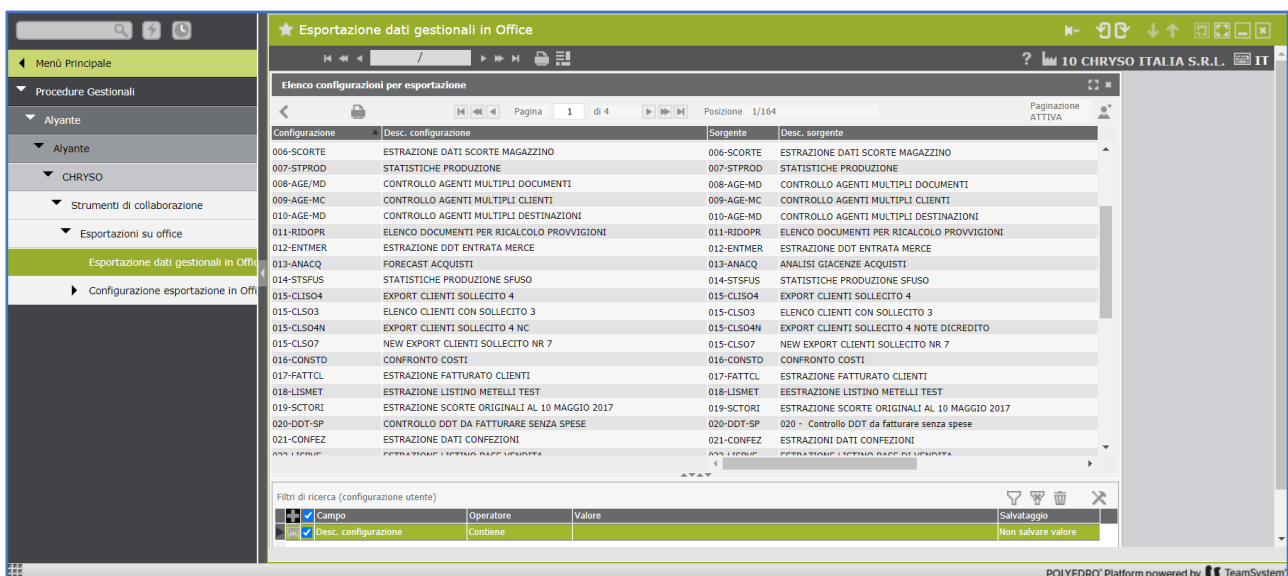 Esportazione dati gestionali in Office
Menù Principale
/
? 10 CHRYSO ITALIA S.R.L. IT
Procedure Gestionali
Alyante
Alyante
CHRYSO
Strumenti di collaborazione
Esportazioni su office
Esportazione dati gestionali in Offic
Configurazione esportazione in Offi
Elenco configurazioni per esportazione
Pagina 1 di 4 Posizione 1/164 Paginazione
ATTIVA
Configurazione Desc. configurazione Sorgente Desc. sorgente
006-SCORTE ESTRAZIONE DATI SCORTE MAGAZZINO 006-SCORTE ESTRAZIONE DATI SCORTE MAGAZZINO
007-STPROD STATISTICHE PRODUZIONE 007-STPROD STATISTICHE PRODUZIONE
008-AGE/MD CONTROLLO AGENTI MULTIPLI DOCUMENTI 008-AGE-MD CONTROLLO AGENTI MULTIPLI DOCUMENTI
009-AGE-MC CONTROLLO AGENTI MULTIPLI CLIENTI 009-AGE-MC CONTROLLO AGENTI MULTIPLI CLIENTI
010-AGE-MD CONTROLLO AGENTI MULTIPLI DESTINAZIONI 010-AGE-MD CONTROLLO AGENTI MULTIPLI DESTINAZIONI
011-RIDOPR ELENCO DOCUMENTI PER RICALCOLO PROVVIGIONI 011-RIDOPR ELENCO DOCUMENTI PER RICALCOLO PROVVIGIONI
012-ENTMER ESTRAZIONE DDT ENTRATA MERCE 012-ENTMER ESTRAZIONE DDT ENTRATA MERCE
013-ANACQ FORECAST ACQUISTI 013-ANACQ ANALISI GIACENZE ACQUISTI
014-STSFUS STATISTICHE PRODUZIONE SFUSO 014-STSFUS STATISTICHE PRODUZIONE SFUSO
015-CLISO4 EXPORT CLIENTI SOLLECITO 4 015-CLISO4 EXPORT CLIENTI SOLLECITO 4
015-CLSO3 ELENCO CLIENTI CON SOLLECITO 3 015-CLSO3 ELENCO CLIENTI CON SOLLECITO 3
015-CLSO4N EXPORT CLIENTI SOLLECITO 4 NC 015-CLSO4N EXPORT CLIENTI SOLLECITO 4 NOTE DICREDITO
015-CLSO7 NEW EXPORT CLIENTI SOLLECITO NR 7 015-CLSO7 NEW EXPORT CLIENTI SOLLECITO NR 7
016-CONSTD CONFRONTO COSTI 016-CONSTD CONFRONTO COSTI
017-FATTCL ESTRAZIONE FATTURATO CLIENTI 017-FATTCL ESTRAZIONE FATTURATO CLIENTI
018-LISMET ESTRAZIONE LISTINO METELLI TEST 018-LISMET EESTRAZIONE LISTINO METELLI TEST
019-SCTORI ESTRAZIONE SCORTE ORIGINALI AL 10 MAGGIO 2017 019-SCTORI ESTRAZIONE SCORTE ORIGINALI AL 10 MAGGIO 2017
020-DDT-SP CONTROLLO DDT DA FATTURARE SENZA SPESE 020-DDT-SP 020 - Controllo DDT da fatturare senza spese
021-CONFEZ ESTRAZIONE DATI CONFEZIONI 021-CONFEZ ESTRAZIONI DATI CONFEZIONI
022-LISBVE ESTRAZIONE LISTINO BASE VENDITA 022-LISBVE ESTRAZIONE LISTINO BASE DI VENDITA
Filtri di ricerca (configurazione utente)
Campo Operatore Valore Salvataggio
Desc. configurazione Contiene Non salvare valore
POLYEDRO® Platform powered by TeamSystem®